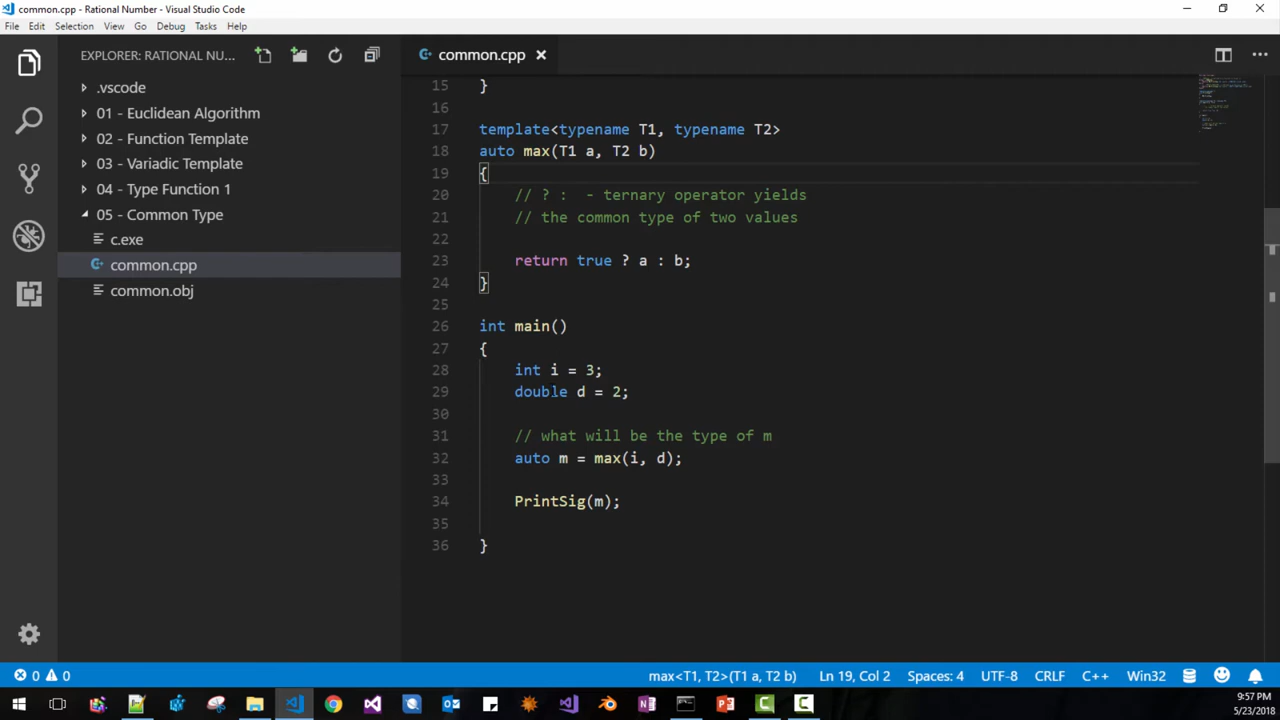 common.cpp - Rational Number - Visual Studio Code
File Edit Selection View Go Debug Tasks Help
EXPLORER: RATIONAL NU...
.vscode
01 - Euclidean Algorithm
02 - Function Template
03 - Variadic Template
04 - Type Function 1
05 - Common Type
c.exe
common.cpp
common.obj
common.cpp
15 }
16
17 template<typename T1, typename T2>
18 auto max(T1 a, T2 b)
19 {
20 // ? :  - ternary operator yields
21 // the common type of two values
22
23 return true ? a : b;
24 }
25
26 int main()
27 {
28 int i = 3;
29 double d = 2;
30
31 // what will be the type of m
32 auto m = max(i, d);
33
34 PrintSig(m);
35
36 }
0 0 max<T1, T2>(T1 a, T2 b) Ln 19, Col 2 Spaces: 4 UTF-8 CRLF C++ Win32
9:57 PM
5/23/2018